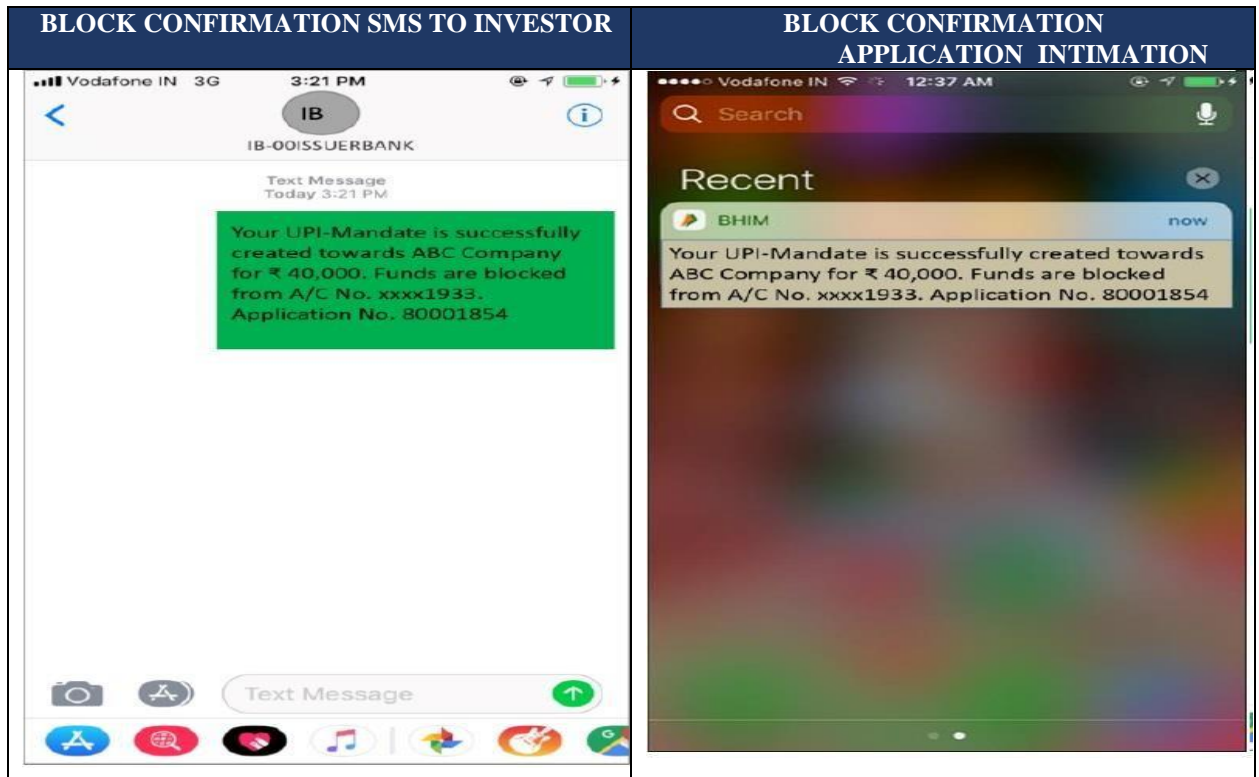 BLOCK CONFIRMATION SMS TO INVESTOR
Vodafone IN 3G 3:21 PM
IB
IB-00ISSUERBANK
Text Message
Today 3:21 PM
Your UPI-Mandate is successfully
created towards ABC Company
for ₹ 40,000. Funds are blocked
from A/C No. xxxx1933.
Application No. 80001854
Text Message
BLOCK CONFIRMATION
APPLICATION INTIMATION
Vodafone IN 12:37 AM
Search
Recent
BHIM now
Your UPI-Mandate is successfully created towards
ABC Company for ₹ 40,000. Funds are blocked
from A/C No. xxxx1933. Application No. 80001854